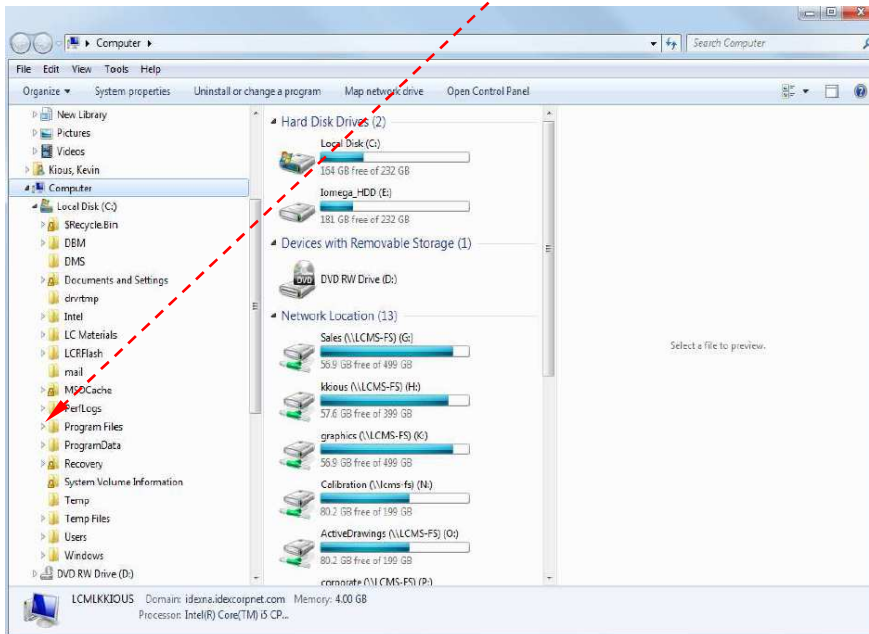 Computer
Search Computer
File Edit View Tools Help
Organize System properties Uninstall or change a program Map network drive Open Control Panel
New Library
Pictures
Videos
Kious, Kevin
Computer
Local Disk (C:)
$Recycle.Bin
DBM
DMS
Documents and Settings
drvrtmp
Intel
LC Materials
LCRFlash
mail
MSOCache
PerfLogs
Program Files
ProgramData
Recovery
System Volume Information
Temp
Temp Files
Users
Windows
DVD RW Drive (D:)
Hard Disk Drives (2)
Local Disk (C:)
164 GB free of 232 GB
Iomega_HDD (E:)
181 GB free of 232 GB
Devices with Removable Storage (1)
DVD
DVD RW Drive (D:)
Network Location (13)
Sales (\\LCMS-FS) (G:)
56.9 GB free of 499 GB
kkious (\\LCMS-FS) (H:)
57.6 GB free of 399 GB
graphics (\\LCMS-FS) (K:)
56.9 GB free of 499 GB
Calibration (\\lcms-fs) (N:)
80.2 GB free of 199 GB
ActiveDrawings (\\LCMS-FS) (O:)
80.2 GB free of 199 GB
corporate (\\LCMS-FS) (P:)
Select a file to preview.
LCMLKKIOUS Domain: idexna.idexcorpnet.com Memory: 4.00 GB
Processor: Intel(R) Core(TM) i5 CP...